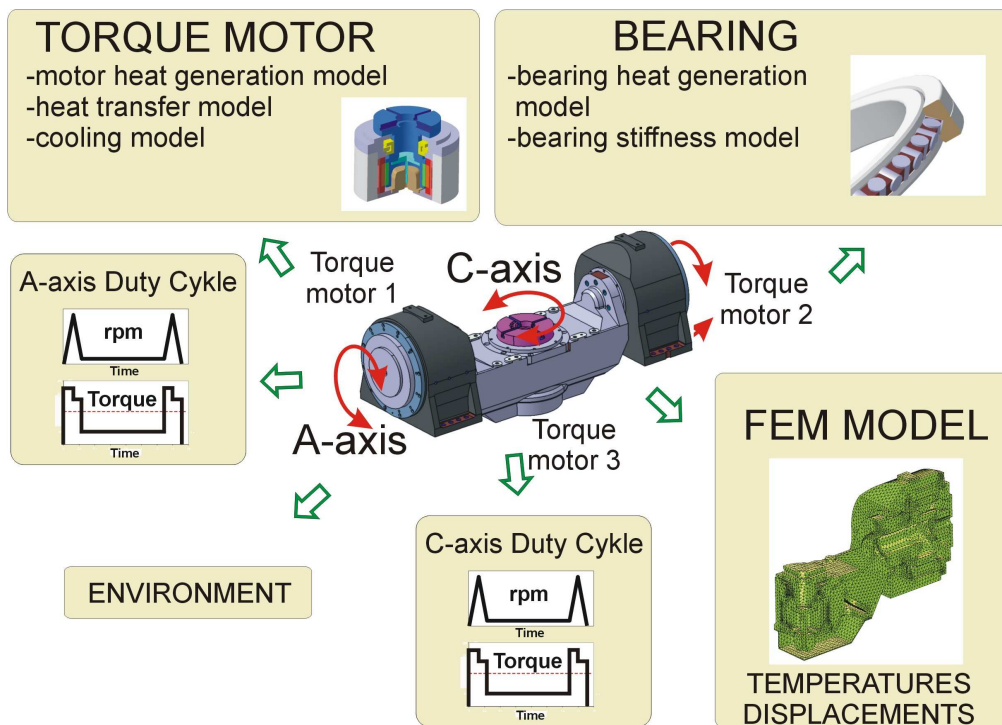 TORQUE MOTOR
-motor heat generation model
-heat transfer model
-cooling model
BEARING
-bearing heat generation
model
-bearing stiffness model
A-axis Duty Cykle
rpm
Time
Torque
Time
Torque
motor 1
C-axis
Torque
motor 2
A-axis
Torque
motor 3
ENVIRONMENT
C-axis Duty Cykle
rpm
Time
Torque
Time
FEM MODEL
TEMPERATURES
DISPLACEMENTS